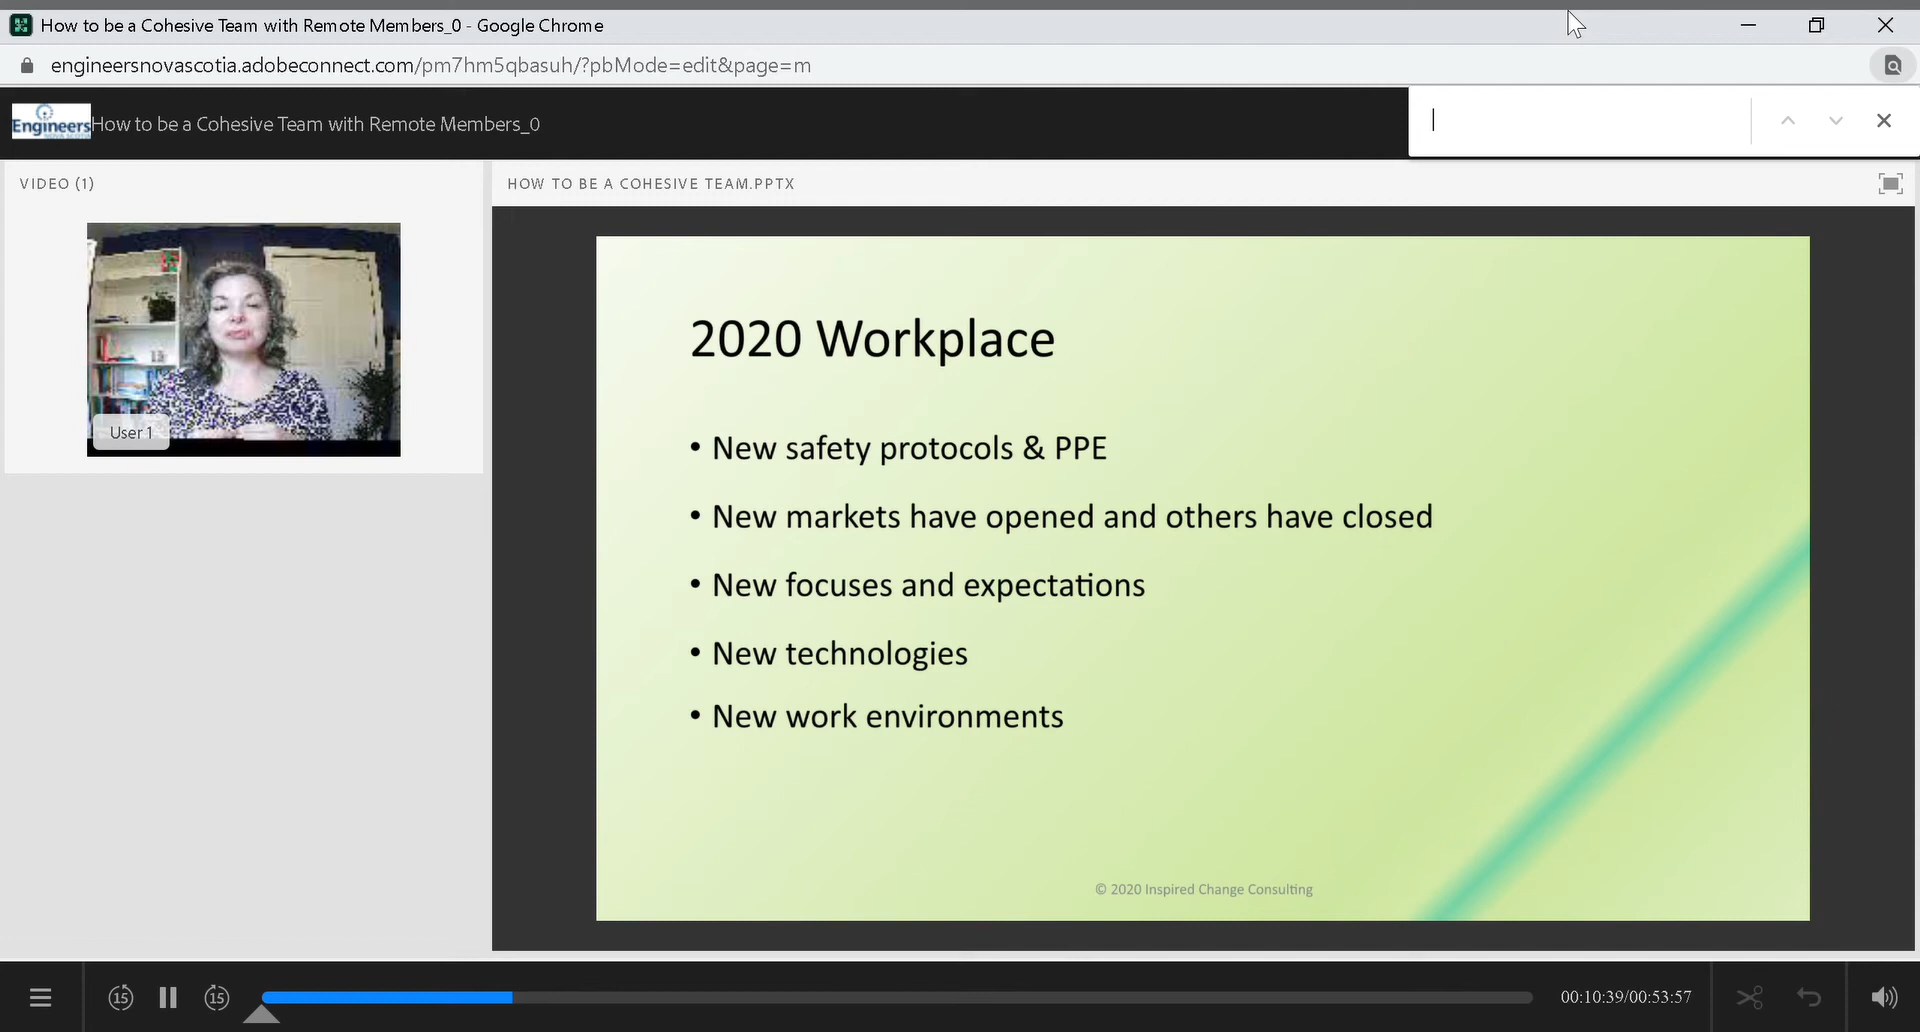 How to be a Cohesive Team with Remote Members_0 - Google Chrome
engineersnovascotia.adobeconnect.com/pm7hm5qbasuh/?pbMode=edit&page=m
Engineers
NOVA SCOTIA
How to be a Cohesive Team with Remote Members_0
VIDEO (1)
HOW TO BE A COHESIVE TEAM.PPTX
User 1
2020 Workplace
• New safety protocols & PPE
• New markets have opened and others have closed
• New focuses and expectations
• New technologies
• New work environments
© 2020 Inspired Change Consulting
15
15
00:10:39/00:53:57